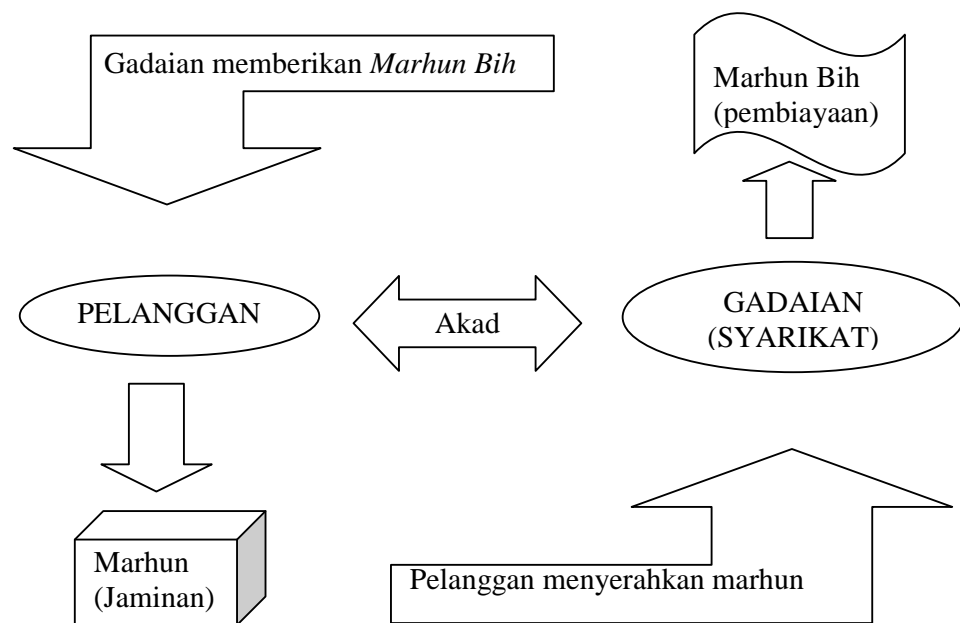 Gadaian memberikan Marhun Bih
Marhun Bih
(pembiayaan)
PELANGGAN
Akad
GADAIAN
(SYARIKAT)
Marhun
(Jaminan)
Pelanggan menyerahkan marhun